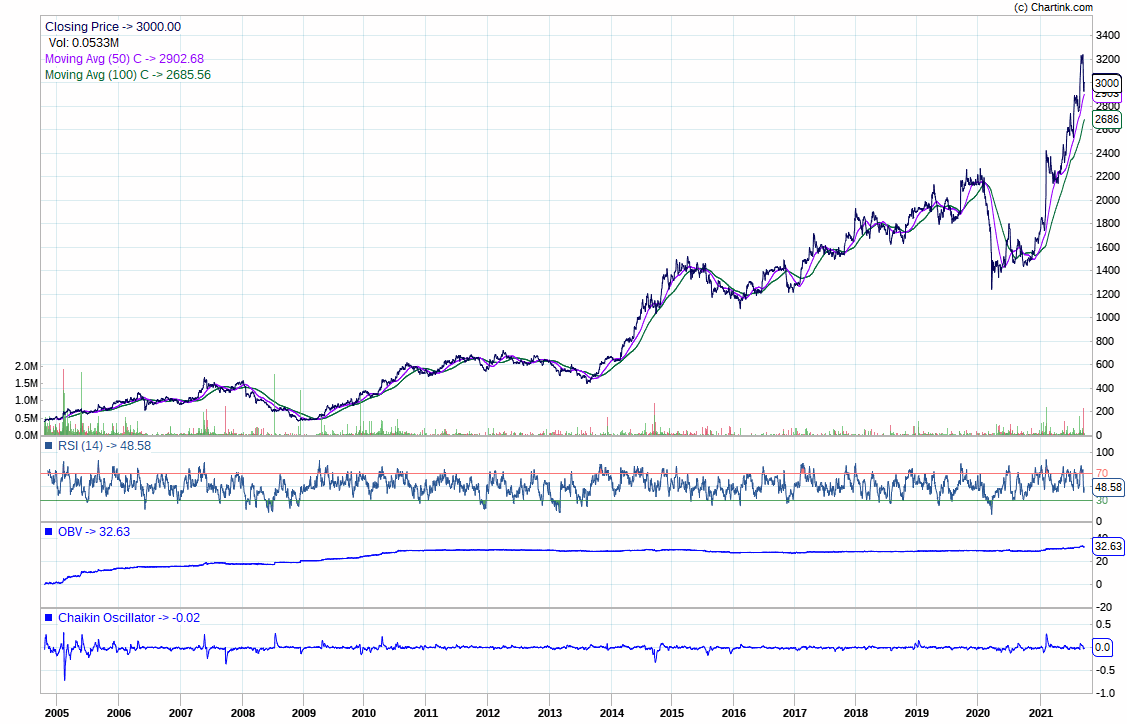 (c) Chartink.com
Closing Price -> 3000.00
Vol: 0.0533M
Moving Avg (50) C -> 2902.68
Moving Avg (100) C -> 2685.56
3400
3200
3000
2903
2800
2686
2600
2400
2200
2000
1800
1600
1400
1200
1000
800
600
400
200
0
2.0M
1.5M
1.0M
0.5M
0.0M
RSI (14) -> 48.58
100
70
48.58
30
0
OBV -> 32.63
40
32.63
20
0
-20
Chaikin Oscillator -> -0.02
0.5
0.0
-0.5
-1.0
2005 2006 2007 2008 2009 2010 2011 2012 2013 2014 2015 2016 2017 2018 2019 2020 2021